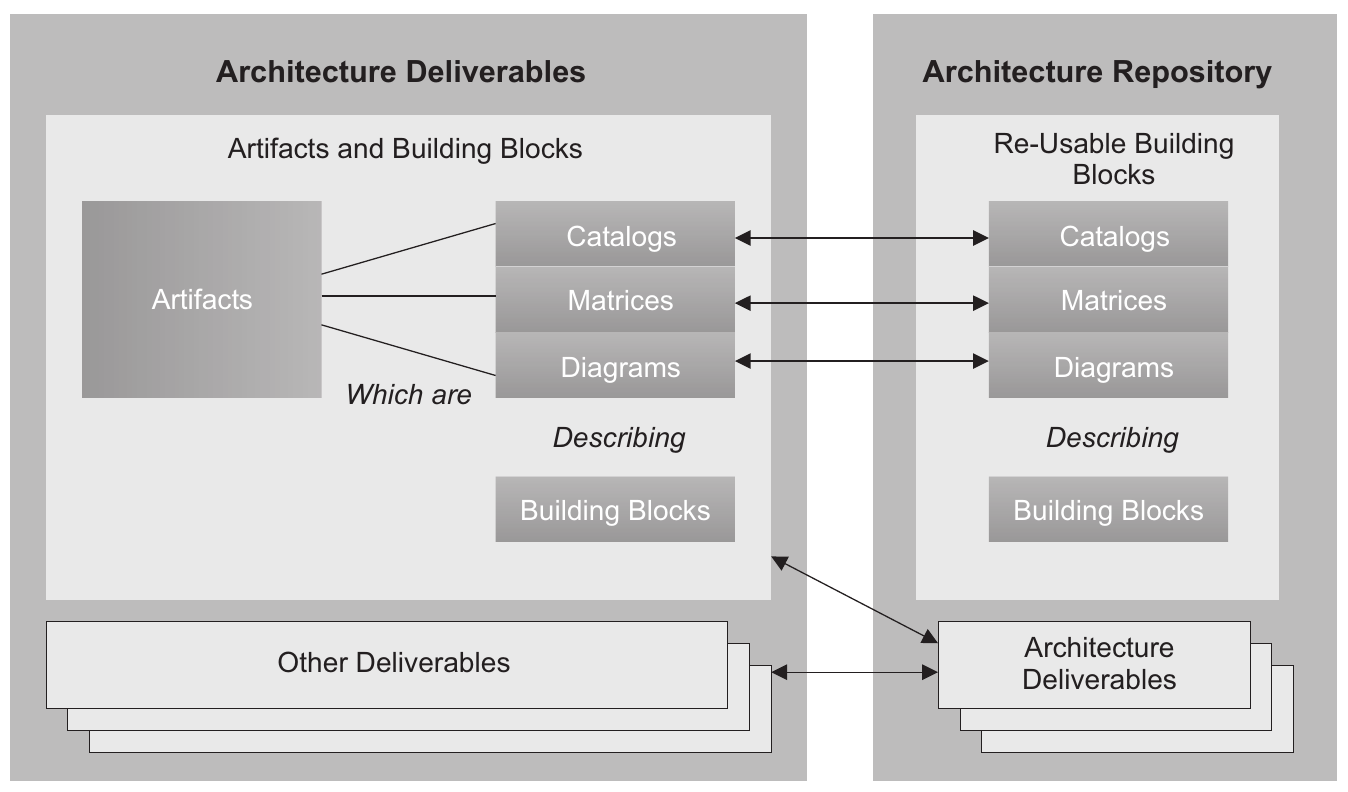 Architecture Deliverables
Artifacts and Building Blocks
Artifacts
Which are
Catalogs
Matrices
Diagrams
Describing
Building Blocks
Other Deliverables
Architecture Repository
Re-Usable Building
Blocks
Catalogs
Matrices
Diagrams
Describing
Building Blocks
Architecture
Deliverables